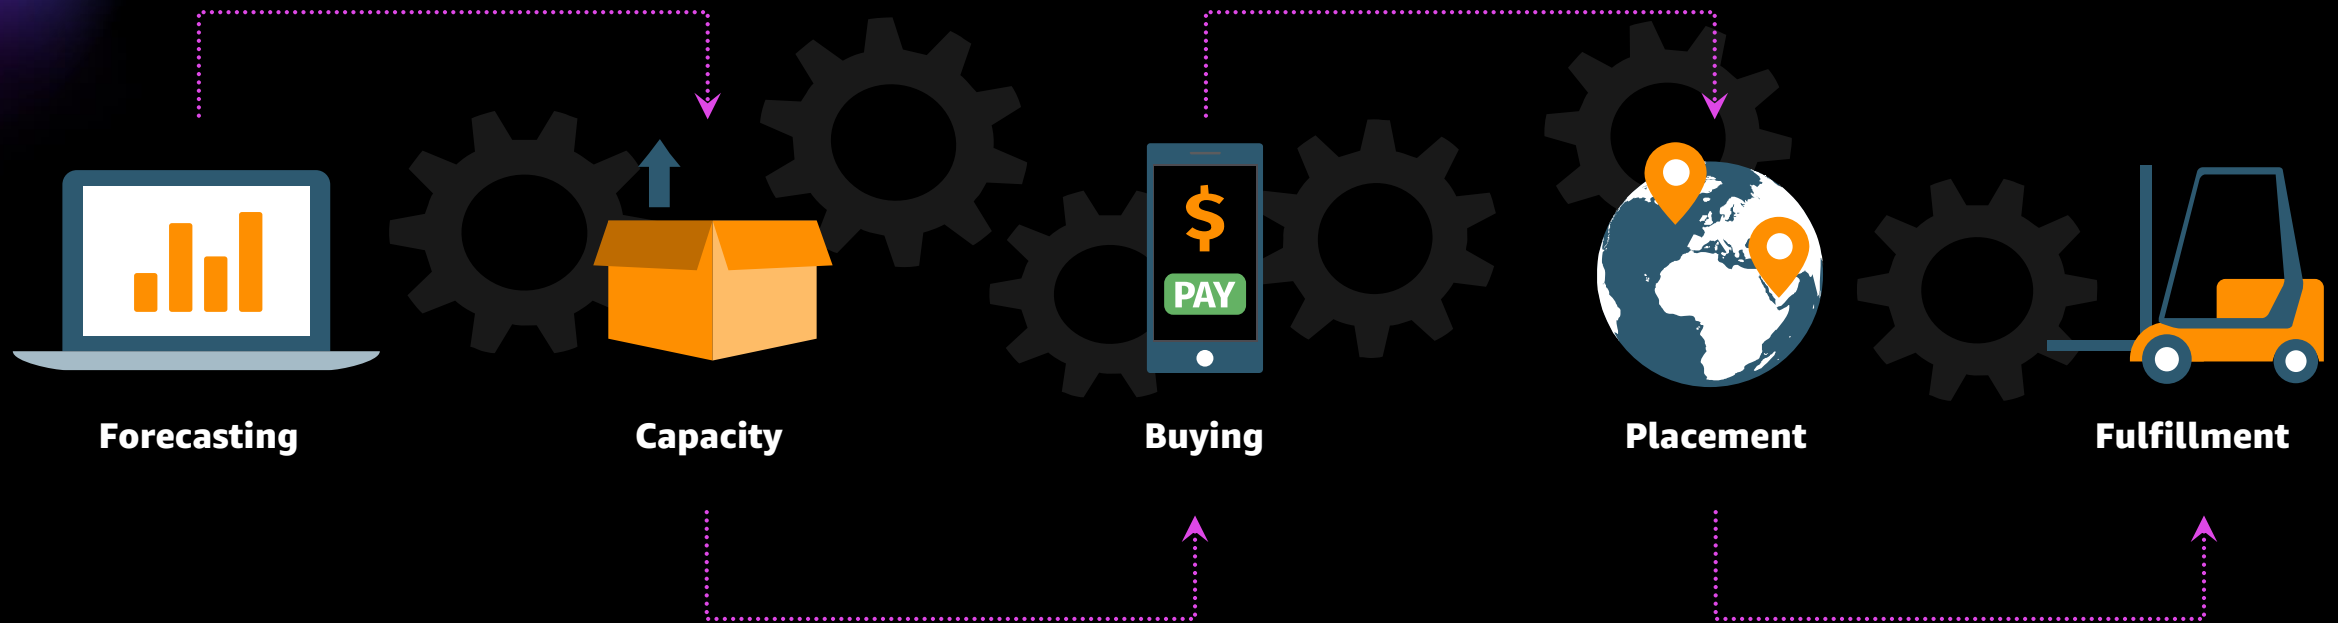 $
PAY
Forecasting
Capacity
Buying
Placement
Fulfillment